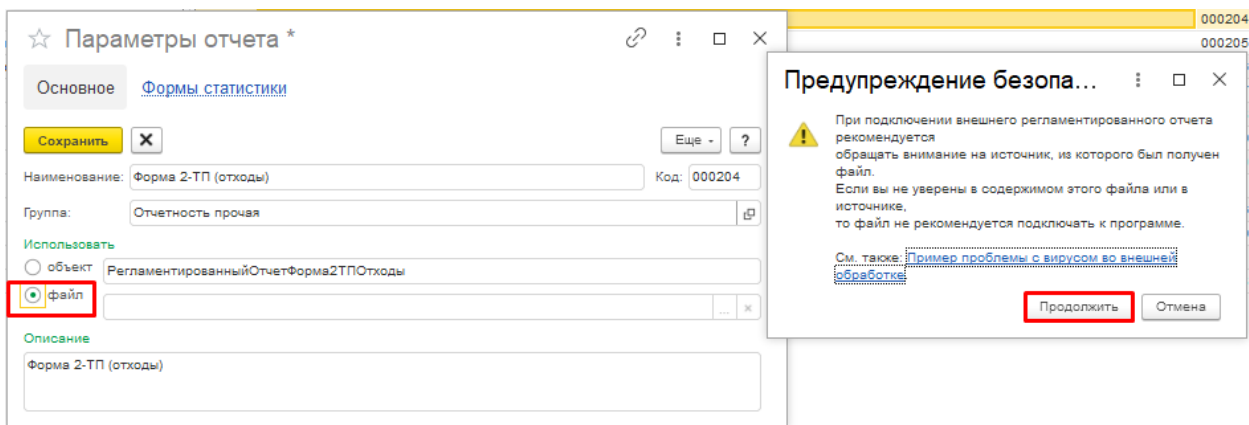 000204
000205
Параметры отчета *
Основное Формы статистики
Сохранить Еще ?
Наименование: Форма 2-ТП (отходы) Код: 000204
Группа: Отчетность прочая
Использовать
объект РегламентированныйОтчетФорма2ТПОтходы
файл ...
Описание
Форма 2-ТП (отходы)
Предупреждение безопа...
При подключении внешнего регламентированного отчета
рекомендуется
обращать внимание на источник, из которого был получен
файл.
Если вы не уверены в содержимом этого файла или в
источнике,
то файл не рекомендуется подключать к программе.
См. также: Пример проблемы с вирусом во внешней
обработке.
Продолжить Отмена